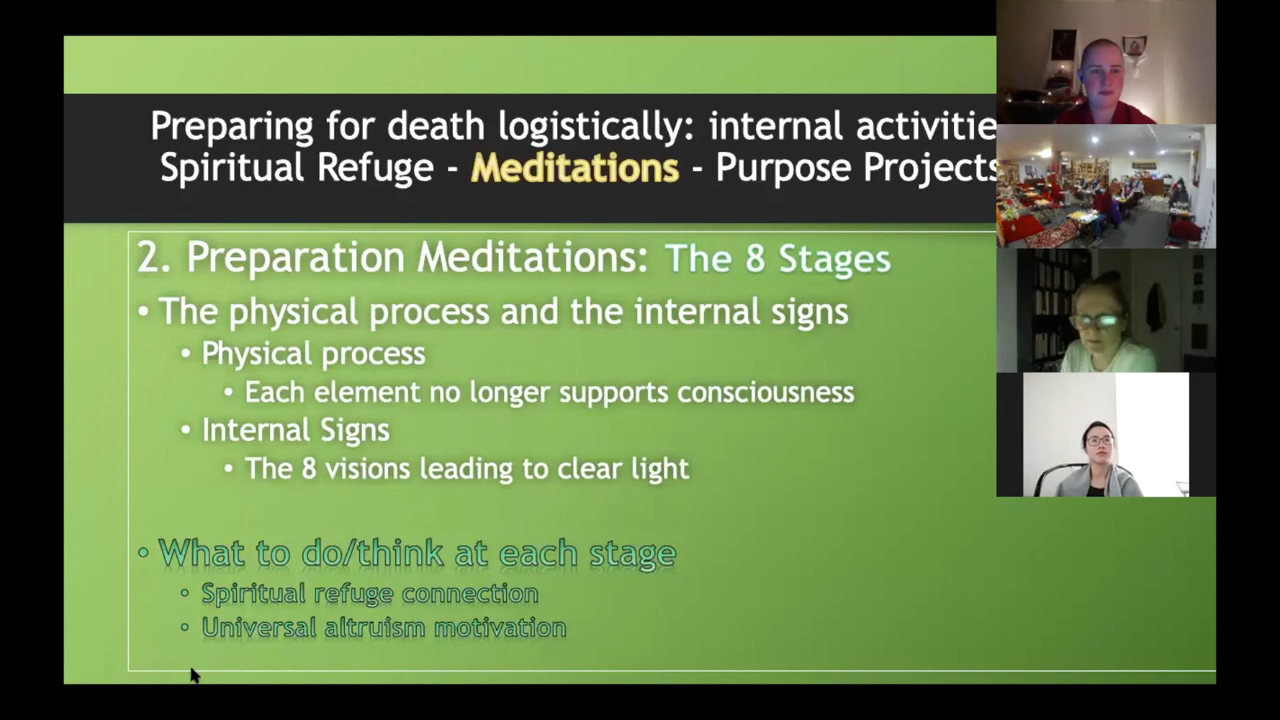 Preparing for death logistically: internal activitie
Spiritual Refuge - Meditations - Purpose Projects
2. Preparation Meditations: The 8 Stages
• The physical process and the internal signs
• Physical process
• Each element no longer supports consciousness
• Internal Signs
• The 8 visions leading to clear light
• What to do/think at each stage
• Spiritual refuge connection
• Universal altruism motivation